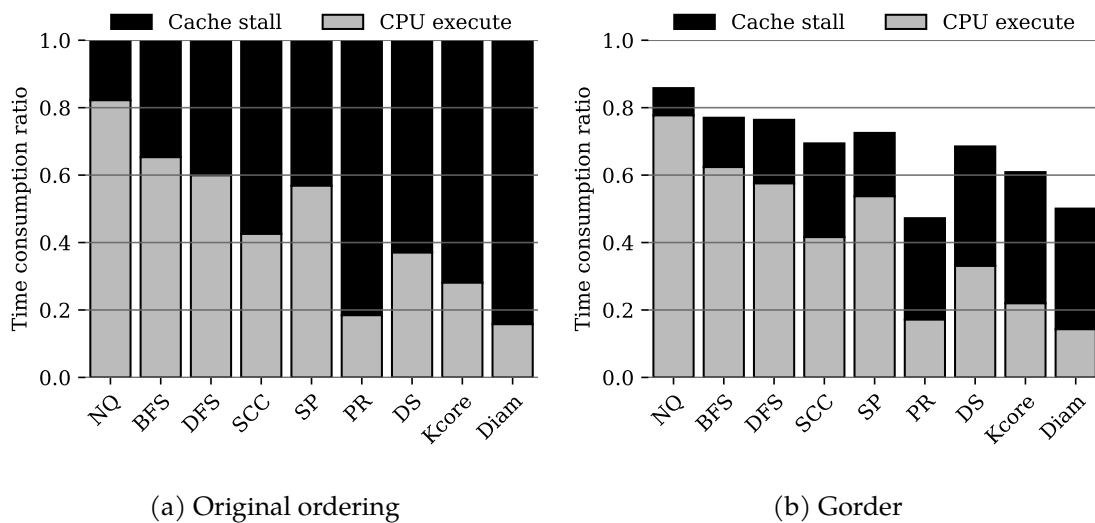 Cache stall CPU execute
1.0
0.8
0.6
0.4
0.2
0.0
Time consumption ratio
NQ BFS DFS SCC SP PR DS Kcore Diam
(a) Original ordering
Cache stall CPU execute
1.0
0.8
0.6
0.4
0.2
0.0
Time consumption ratio
NQ BFS DFS SCC SP PR DS Kcore Diam
(b) Gorder